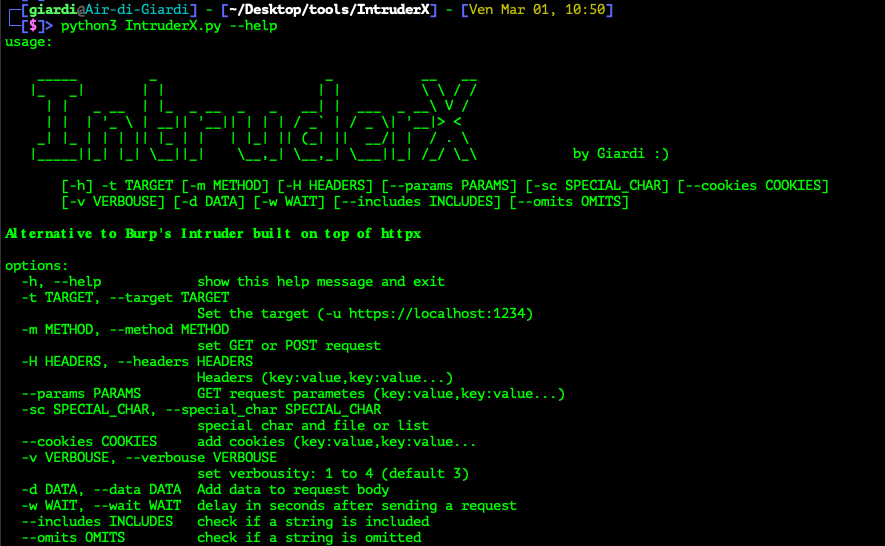 [giardi@Air-di-Giardi] - [~/Desktop/tools/IntruderX] - [Ven Mar 01, 10:50]
[$]> python3 IntruderX.py --help
usage:
IntruderX
by Giardi :)
[-h] -t TARGET [-m METHOD] [-H HEADERS] [--params PARAMS] [-sc SPECIAL_CHAR] [--cookies COOKIES]
[-v VERBOUSE] [-d DATA] [-w WAIT] [--includes INCLUDES] [--omits OMITS]
Alternative to Burp's Intruder built on top of httpx
options:
-h, --help show this help message and exit
-t TARGET, --target TARGET
Set the target (-u https://localhost:1234)
-m METHOD, --method METHOD
set GET or POST request
-H HEADERS, --headers HEADERS
Headers (key:value,key:value...)
--params PARAMS GET request parametes (key:value,key:value...)
-sc SPECIAL_CHAR, --special_char SPECIAL_CHAR
special char and file or list
--cookies COOKIES add cookies (key:value,key:value...
-v VERBOUSE, --verbouse VERBOUSE
set verbousity: 1 to 4 (default 3)
-d DATA, --data DATA Add data to request body
-w WAIT, --wait WAIT delay in seconds after sending a request
--includes INCLUDES check if a string is included
--omits OMITS check if a string is omitted